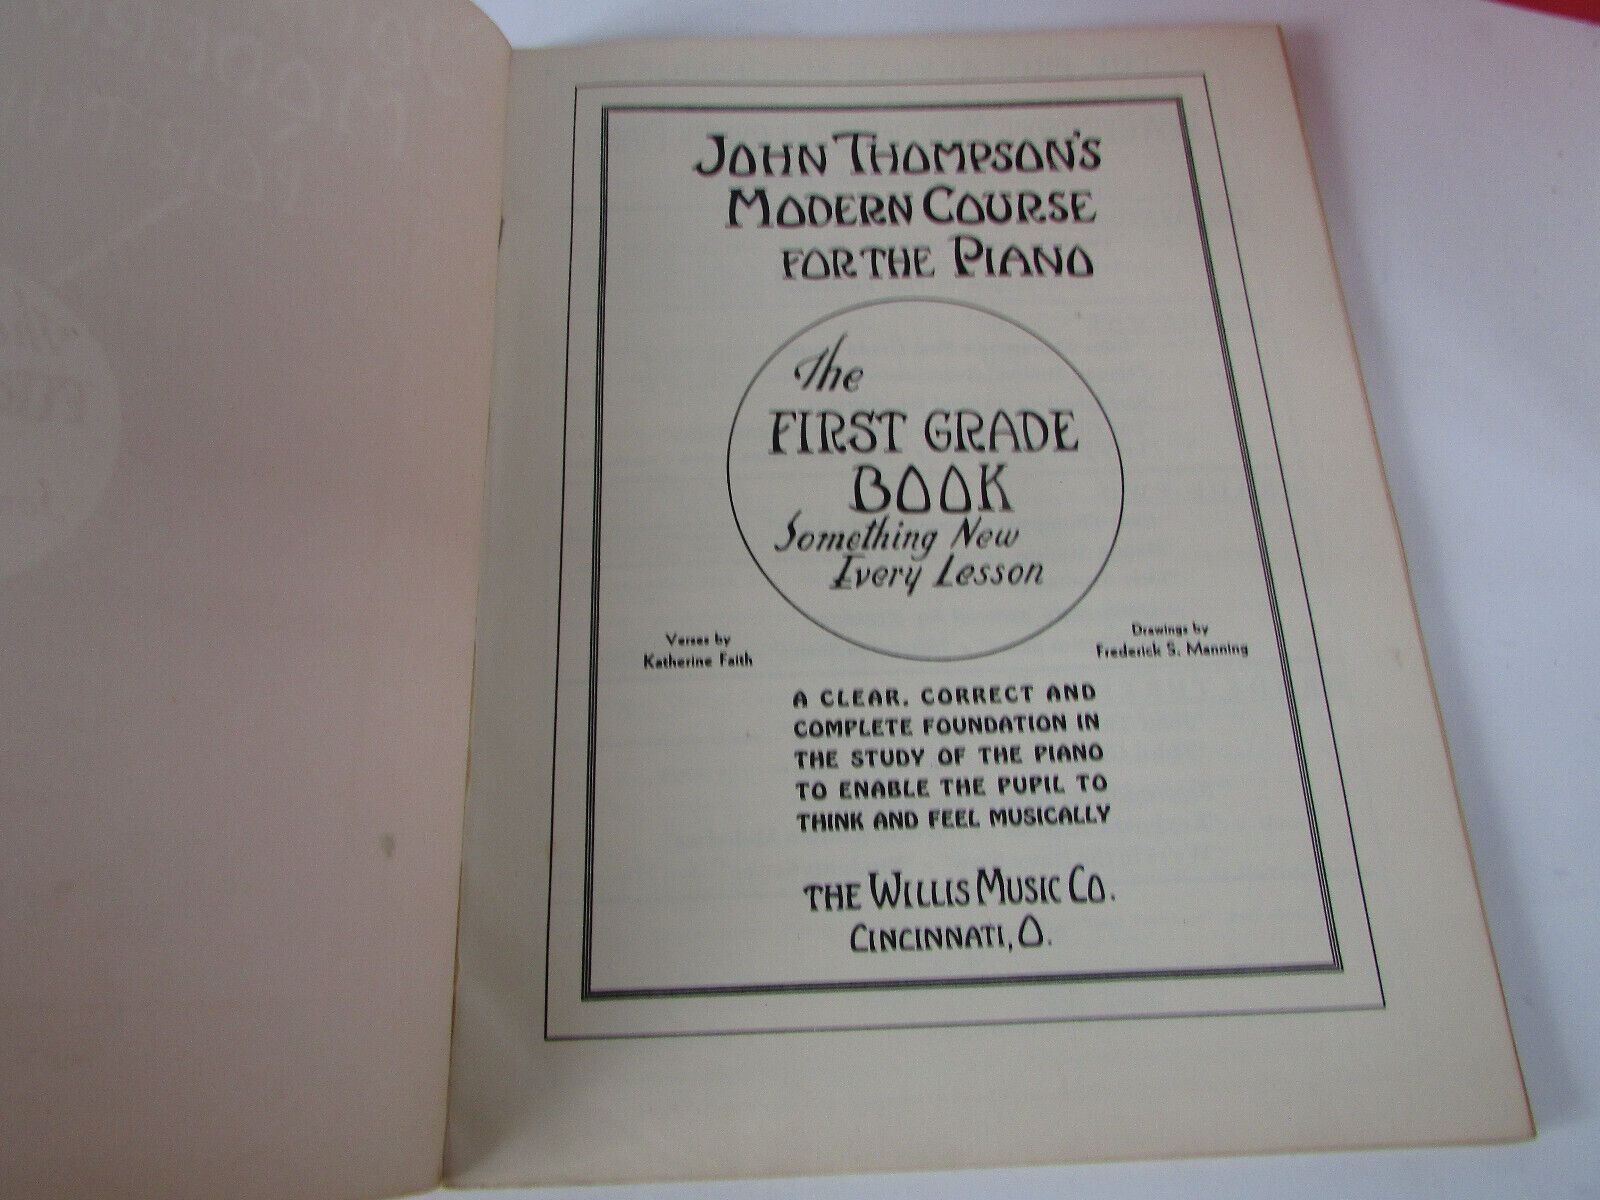 JOHN THOMPSON'S
MODERN COURSE
FOR THE PIANO
The
FIRST GRADE
BOOK
Something New
Every Lesson
Verses by
Katherine Faith
Drawings by
Frederick S. Manning
A CLEAR, CORRECT AND
COMPLETE FOUNDATION IN
THE STUDY OF THE PIANO
TO ENABLE THE PUPIL TO
THINK AND FEEL MUSICALLY
THE WILLIS MUSIC CO.
CINCINNATI, O.